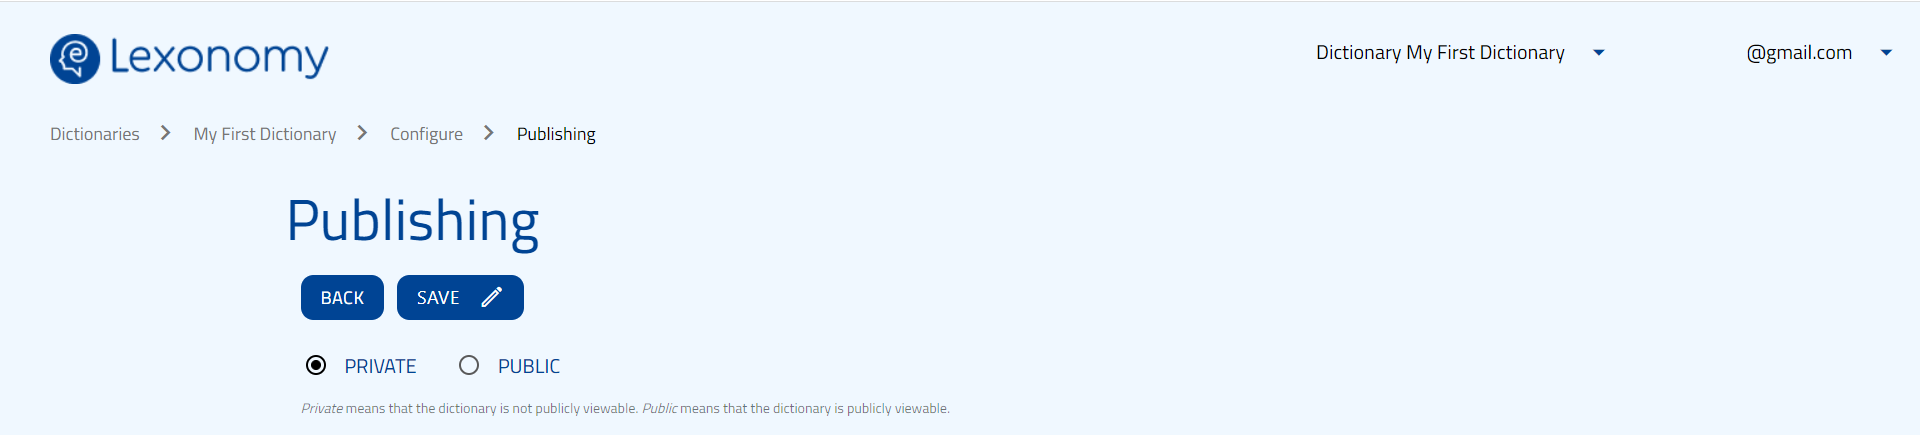 Lexonomy
Dictionary My First Dictionary
@gmail.com
Dictionaries > My First Dictionary > Configure > Publishing
Publishing
BACK SAVE
PRIVATE PUBLIC
Private means that the dictionary is not publicly viewable. Public means that the dictionary is publicly viewable.